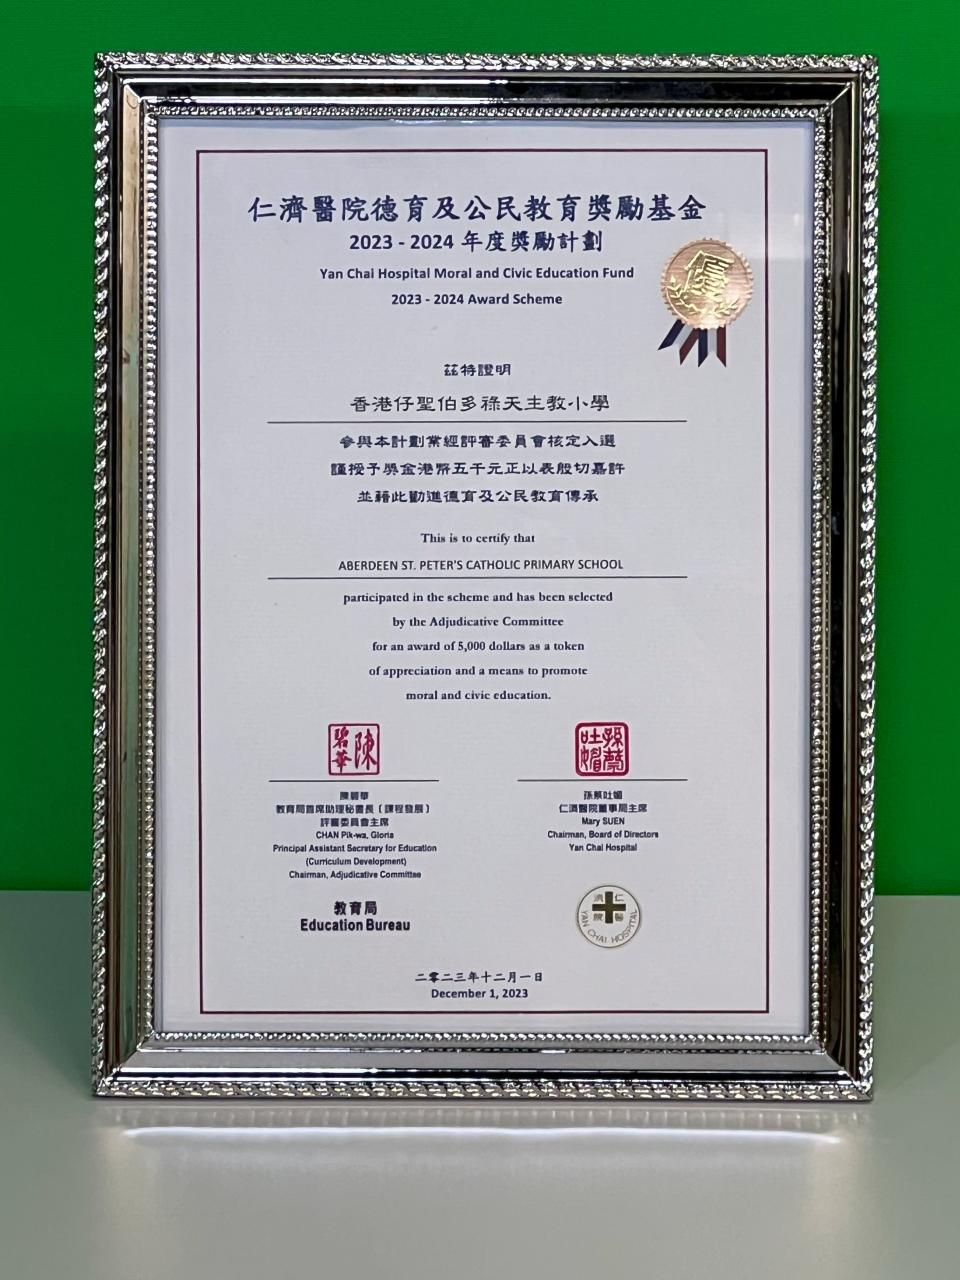 仁濟醫院德育及公民教育獎勵基金
2023 - 2024 年度獎勵計劃
Yan Chai Hospital Moral and Civic Education Fund
2023 - 2024 Award Scheme
優
茲特證明
香港仔聖伯多祿天主教小學
參與本計劃業經評審委員會核定入選
謹授予獎金港幣五千元正以表殷切嘉許
並藉此勸進德育及公民教育傳承
This is to certify that
ABERDEEN ST. PETER'S CATHOLIC PRIMARY SCHOOL
participated in the scheme and has been selected
by the Adjudicative Committee
for an award of 5,000 dollars as a token
of appreciation and a means to promote
moral and civic education.
陳碧華
孫蔡吐媚
陳碧華
教育局首席助理秘書長（課程發展）
評審委員會主席
CHAN Pik-wa, Gloria
Principal Assistant Secretary for Education
(Curriculum Development)
Chairman, Adjudicative Committee
孫蔡吐媚
仁濟醫院董事局主席
Mary SUEN
Chairman, Board of Directors
Yan Chai Hospital
教育局
Education Bureau
仁濟醫院
YAN CHAI HOSPITAL
二零二三年十二月一日
December 1, 2023